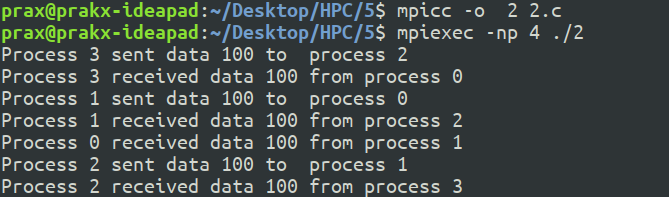 prax@prakx-ideapad:~/Desktop/HPC/5$ mpicc -o  2 2.c
prax@prakx-ideapad:~/Desktop/HPC/5$ mpiexec -np 4 ./2
Process 3 sent data 100 to  process 2
Process 3 received data 100 from process 0
Process 1 sent data 100 to  process 0
Process 1 received data 100 from process 2
Process 0 received data 100 from process 1
Process 2 sent data 100 to  process 1
Process 2 received data 100 from process 3